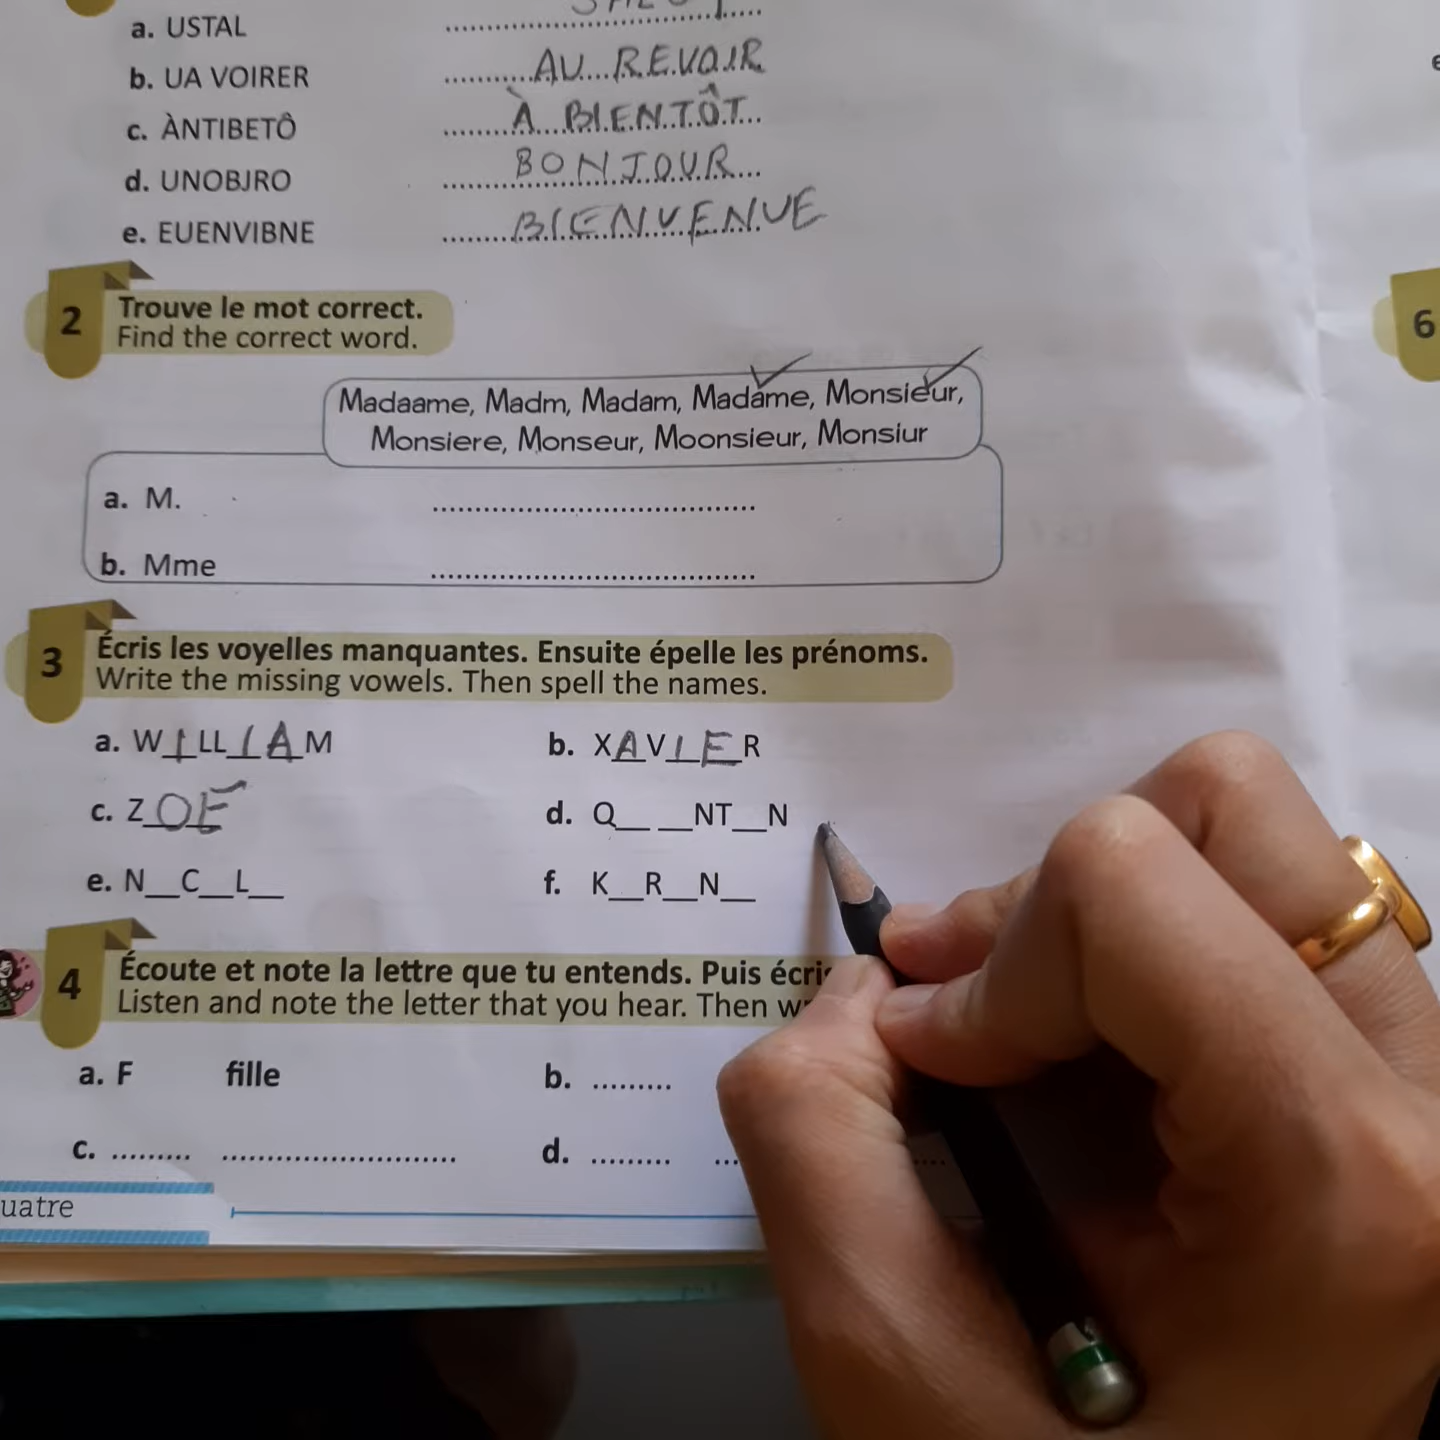 a. USTAL
b. UA VOIRER AU REVOIR
c. ÀNTIBETÔ À BIENTÔT
d. UNOBJRO BONJOUR
e. EUENVIBNE BIENVENUE
2 Trouve le mot correct.
Find the correct word.
Madaame, Madm, Madam, Madame, Monsieur,
Monsiere, Monseur, Moonsieur, Monsiur
a. M.
b. Mme
6
3 Écris les voyelles manquantes. Ensuite épelle les prénoms.
Write the missing vowels. Then spell the names.
a. WILLIAM b. XAVIER
c. ZOÉ d. Q__ __NT__N
e. N__C__L__ f. K__R__N__
4 Écoute et note la lettre que tu entends. Puis
Listen and note the letter that you hear. Then
a. F fille b. .........
c. ......... .......................... d. .........
uatre